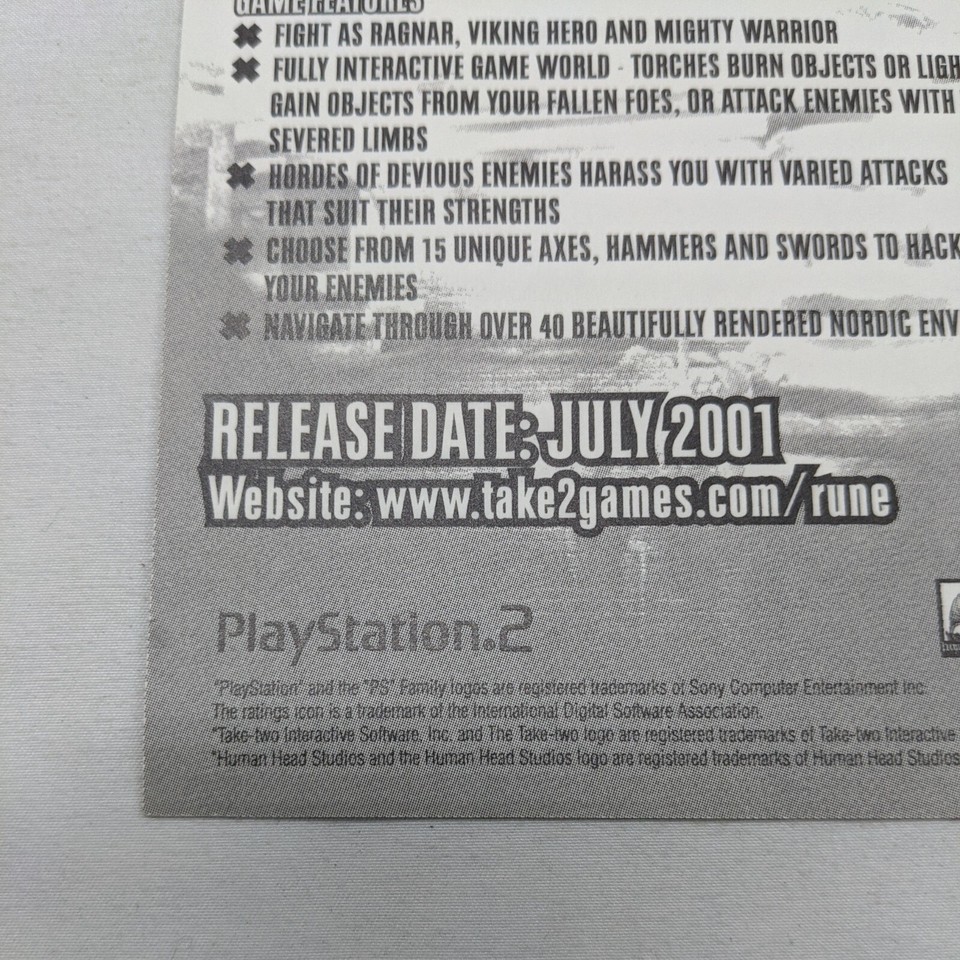 GAME FEATURES
✖ FIGHT AS RAGNAR, VIKING HERO AND MIGHTY WARRIOR
✖ FULLY INTERACTIVE GAME WORLD - TORCHES BURN OBJECTS OR
GAIN OBJECTS FROM YOUR FALLEN FOES, OR ATTACK ENEMIES WITH
SEVERED LIMBS
✖ HORDES OF DEVIOUS ENEMIES HARASS YOU WITH VARIED ATTACKS
THAT SUIT THEIR STRENGTHS
✖ CHOOSE FROM 15 UNIQUE AXES, HAMMERS AND SWORDS TO HACK
YOUR ENEMIES
✖ NAVIGATE THROUGH OVER 40 BEAUTIFULLY RENDERED NORDIC ENV
RELEASE DATE: JULY 2001
Website: www.take2games.com/rune
PlayStation.2
"PlayStation" and the "PS" Family logos are registered trademarks of Sony Computer Entertainment Inc.
The ratings icon is a trademark of the International Digital Software Association.
"Take-two Interactive Software, Inc. and The Take-two logo are registered trademarks of Take-two Interactive
"Human Head Studios and the Human Head Studios logo are registered trademarks of Human Head Studios